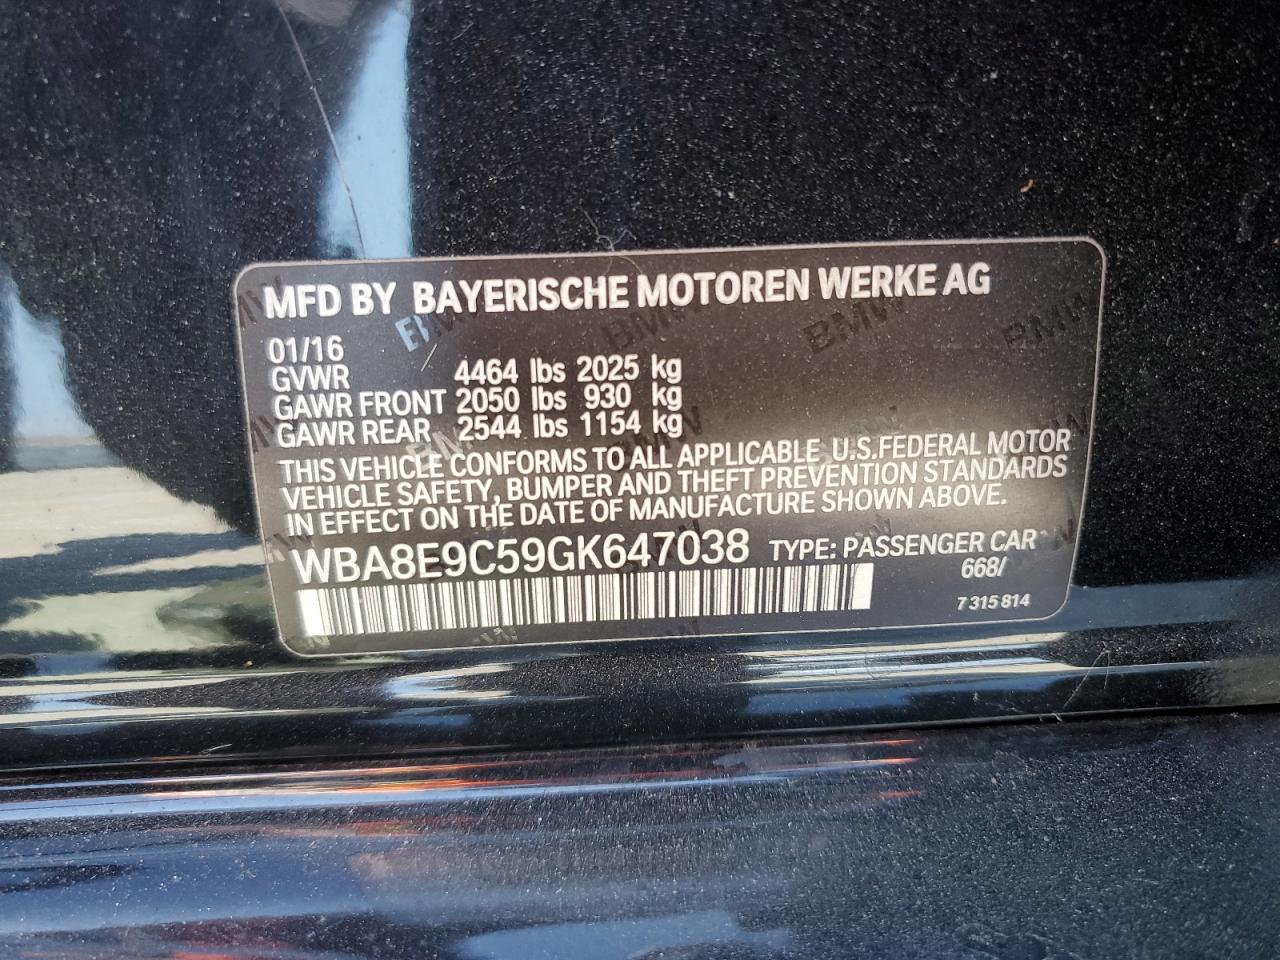 MFD BY BAYERISCHE MOTOREN WERKE AG
01/16
GVWR 4464 lbs 2025 kg
GAWR FRONT 2050 lbs 930 kg
GAWR REAR 2544 lbs 1154 kg
THIS VEHICLE CONFORMS TO ALL APPLICABLE U.S.FEDERAL MOTOR
VEHICLE SAFETY, BUMPER AND THEFT PREVENTION STANDARDS
IN EFFECT ON THE DATE OF MANUFACTURE SHOWN ABOVE.
WBA8E9C59GK647038 TYPE: PASSENGER CAR
668/
7 315 814